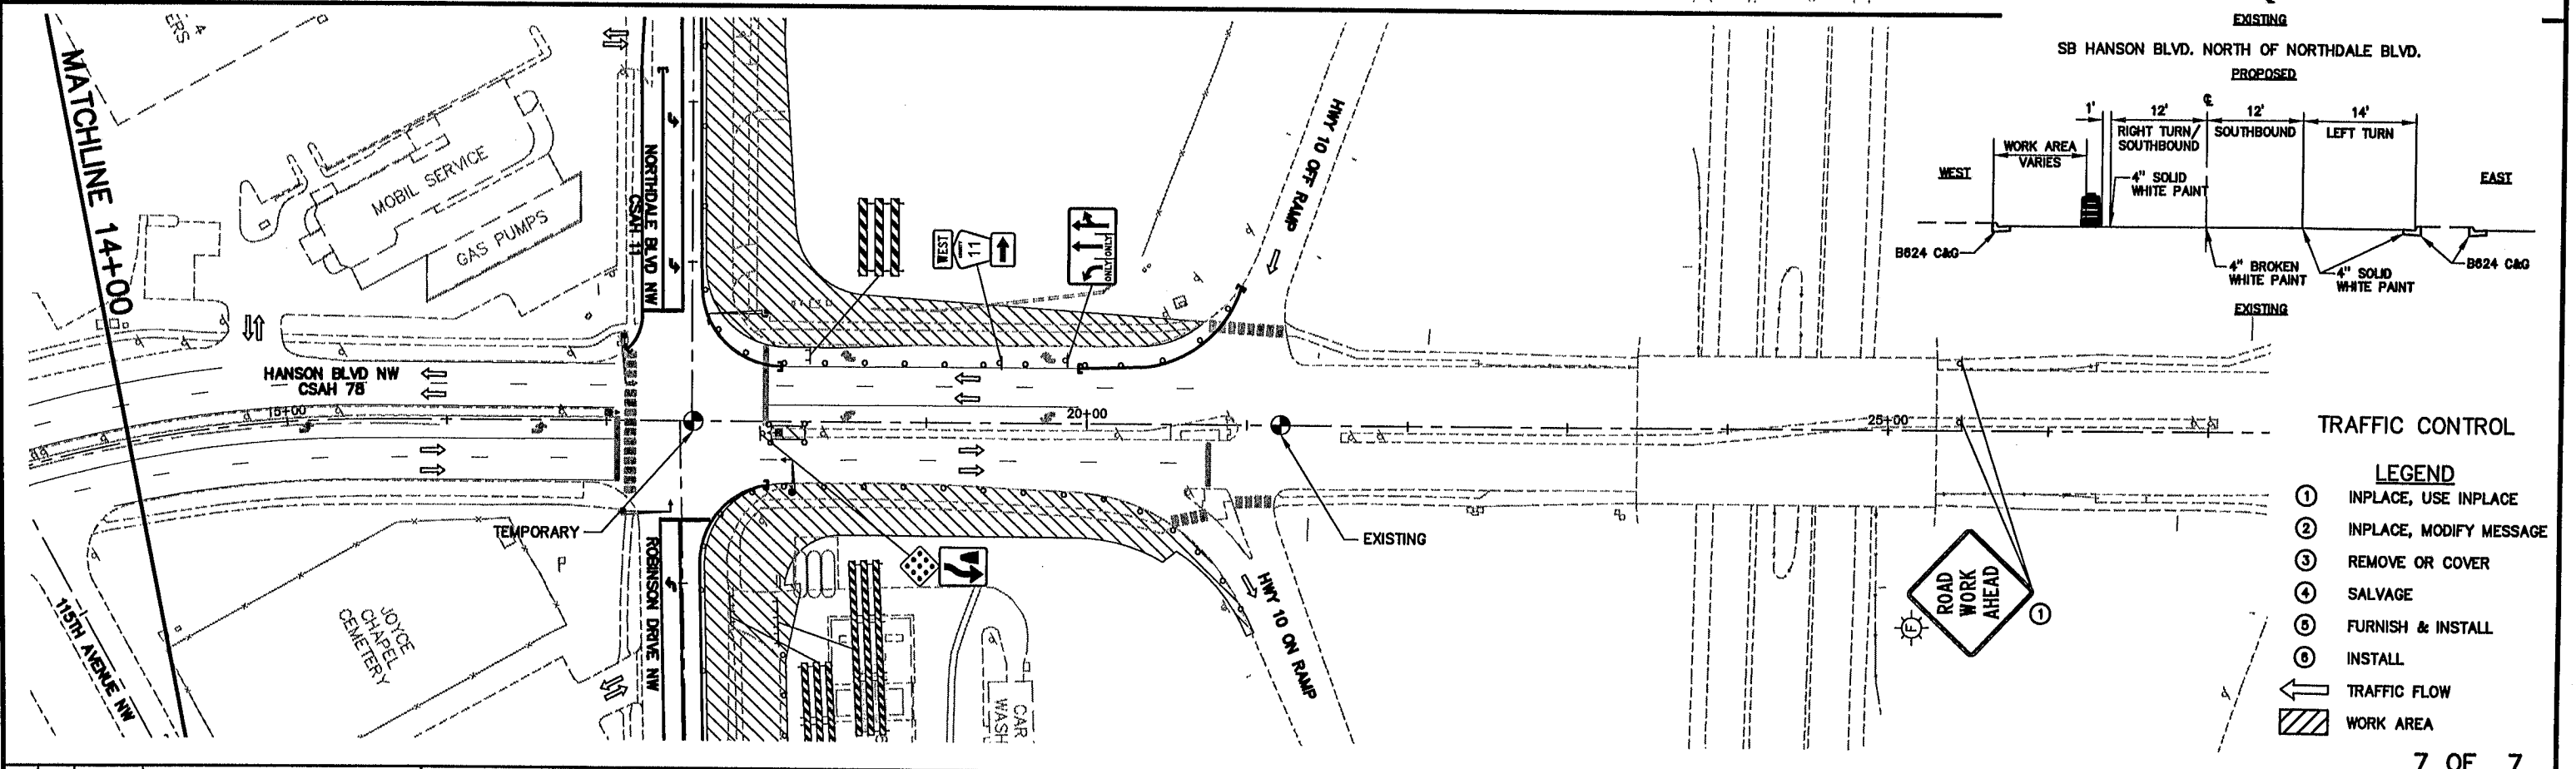 EXISTING
SB HANSON BLVD. NORTH OF NORTHDALE BLVD.
PROPOSED
1'
12'
12'
14'
RIGHT TURN/
SOUTHBOUND
SOUTHBOUND
LEFT TURN
WORK AREA
VARIES
WEST
4" SOLID
WHITE PAINT
EAST
B624 C&G
4" BROKEN
WHITE PAINT
4" SOLID
WHITE PAINT
B624 C&G
EXISTING
4
ERS
MATCHLINE 14+00
MOBIL SERVICE
GAS PUMPS
NORTHDALE BLVD NW
CSAH 11
WEST
11
ONLY
ONLY
HWY 10 OFF RAMP
HANSON BLVD NW
CSAH 78
15+00
20+00
25+00
TEMPORARY
EXISTING
ROBINSON DRIVE NW
HWY 10 ON RAMP
JOYCE
CHAPEL
CEMETERY
115TH AVENUE NW
P
CAR
WASH
ROAD
WORK
AHEAD
F
1
TRAFFIC CONTROL
LEGEND
1 INPLACE, USE INPLACE
2 INPLACE, MODIFY MESSAGE
3 REMOVE OR COVER
4 SALVAGE
5 FURNISH & INSTALL
6 INSTALL
TRAFFIC FLOW
WORK AREA
7 OF 7